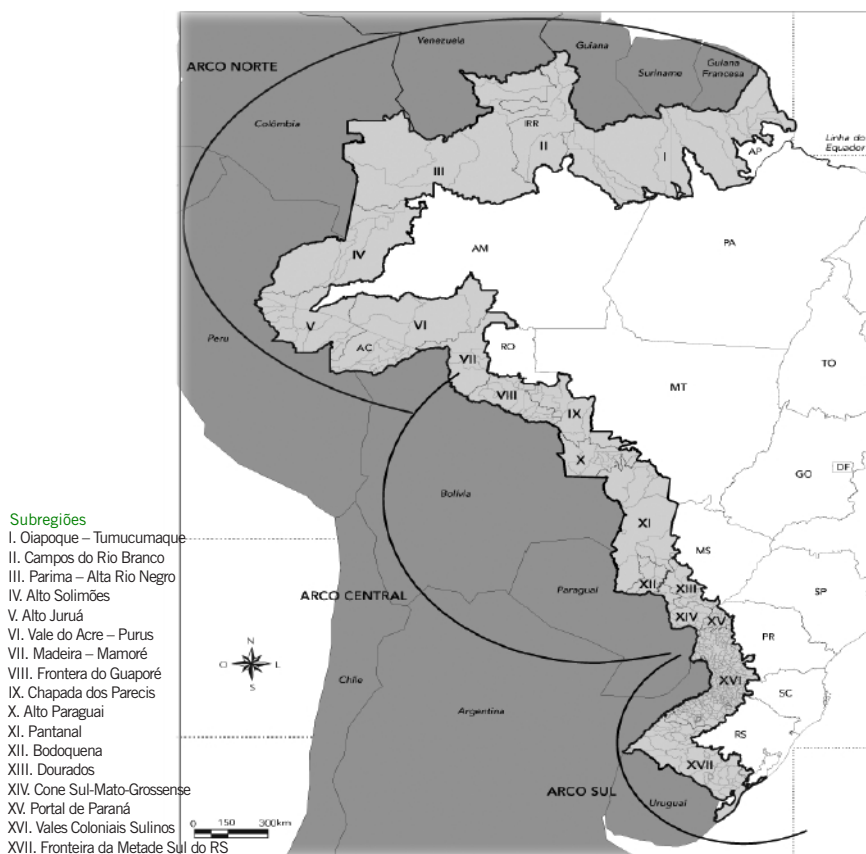 ARCO NORTE
Venezuela
Guiana
Suriname
Guiana
Francesa
Colômbia
Linha do
Equador
IRR
II
I
AP
III
IV
AM
PA
Peru
V
VI
AC
VII
RO
VIII
IX
X
MT
TO
GO
DF
Bolívia
XI
MS
Paraguai
XII
XIII
SP
ARCO CENTRAL
XIV
XV
PR
XVI
SC
Chile
Argentina
RS
XVII
ARCO SUL
Uruguai
N
O
L
S
0 150 300km
Subregiões
I. Oiapoque – Tumucumaque
II. Campos do Rio Branco
III. Parima – Alta Rio Negro
IV. Alto Solimões
V. Alto Juruá
VI. Vale do Acre – Purus
VII. Madeira – Mamoré
VIII. Frontera do Guaporé
IX. Chapada dos Parecis
X. Alto Paraguai
XI. Pantanal
XII. Bodoquena
XIII. Dourados
XIV. Cone Sul-Mato-Grossense
XV. Portal de Paraná
XVI. Vales Coloniais Sulinos
XVII. Fronteira da Metade Sul do RS